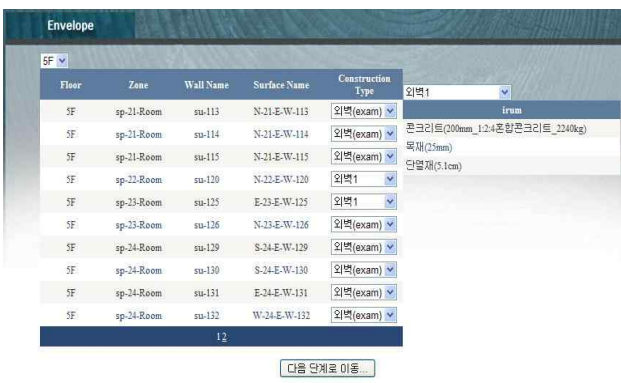 Envelope
5F
Floor Zone Wall Name Surface Name Construction Type
5F sp-21-Room su-113 N-21-E-W-113 외벽(exam)
5F sp-21-Room su-114 N-21-E-W-114 외벽(exam)
5F sp-21-Room su-115 N-21-E-W-115 외벽(exam)
5F sp-22-Room su-120 N-22-E-W-120 외벽1
5F sp-23-Room su-125 E-23-E-W-125 외벽1
5F sp-23-Room su-126 N-23-E-W-126 외벽(exam)
5F sp-24-Room su-129 S-24-E-W-129 외벽(exam)
5F sp-24-Room su-130 S-24-E-W-130 외벽(exam)
5F sp-24-Room su-131 E-24-E-W-131 외벽(exam)
5F sp-24-Room su-132 W-24-E-W-132 외벽(exam)
12
외벽1
irum
콘크리트(200mm_1:2:4혼합콘크리트_2240kg)
목재(25mm)
단열재(5.1cm)
다음 단계로 이동...